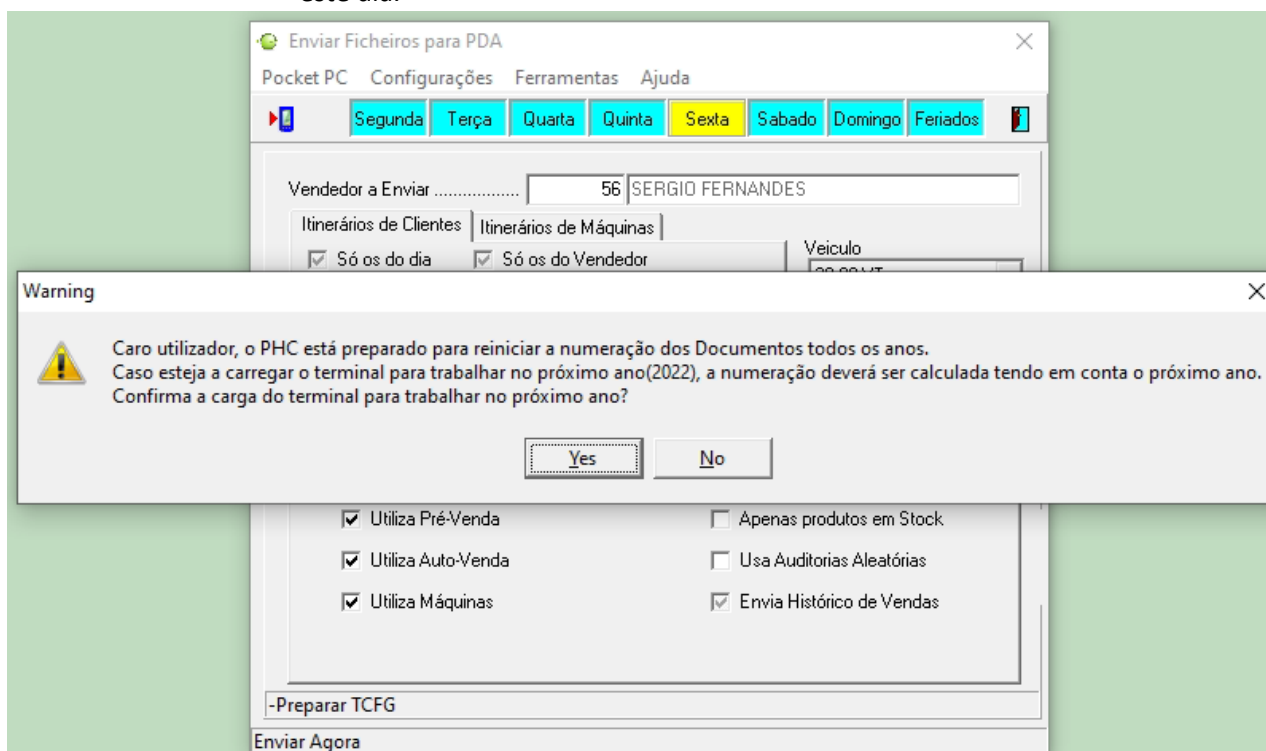 este dia.
Enviar Ficheiros para PDA
Pocket PC Configurações Ferramentas Ajuda
Segunda Terça Quarta Quinta Sexta Sabado Domingo Feriados
Vendedor a Enviar .................. 56 SERGIO FERNANDES
Itinerários de Clientes Itinerários de Máquinas
Só os do dia Só os do Vendedor Veiculo
Warning
Caro utilizador, o PHC está preparado para reiniciar a numeração dos Documentos todos os anos.
Caso esteja a carregar o terminal para trabalhar no próximo ano(2022), a numeração deverá ser calculada tendo em conta o próximo ano.
Confirma a carga do terminal para trabalhar no próximo ano?
Yes No
Utiliza Pré-Venda Apenas produtos em Stock
Utiliza Auto-Venda Usa Auditorias Aleatórias
Utiliza Máquinas Envia Histórico de Vendas
-Preparar TCFG
Enviar Agora